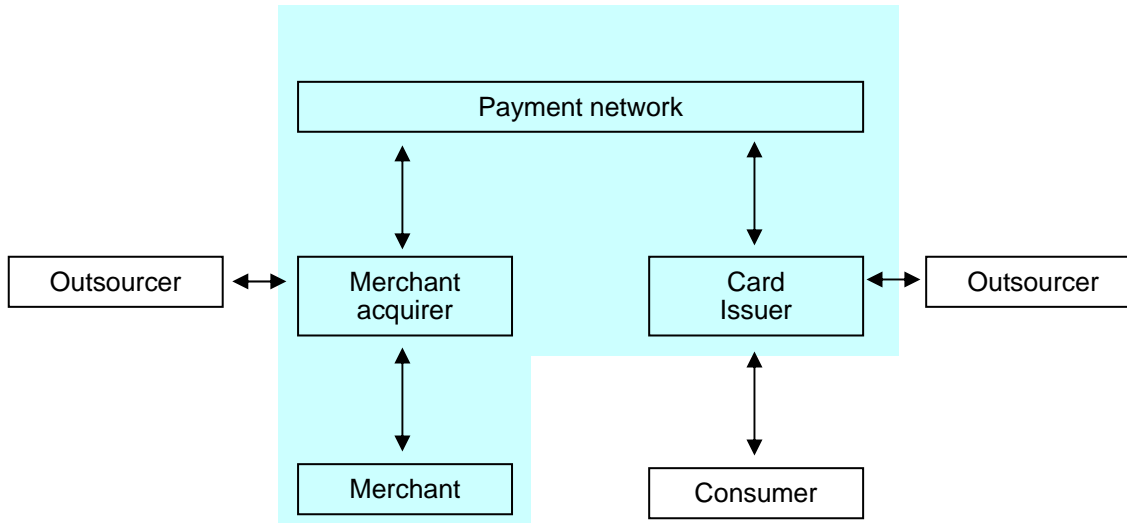 Payment network
Outsourcer
Merchant
acquirer
Card
Issuer
Outsourcer
Merchant
Consumer